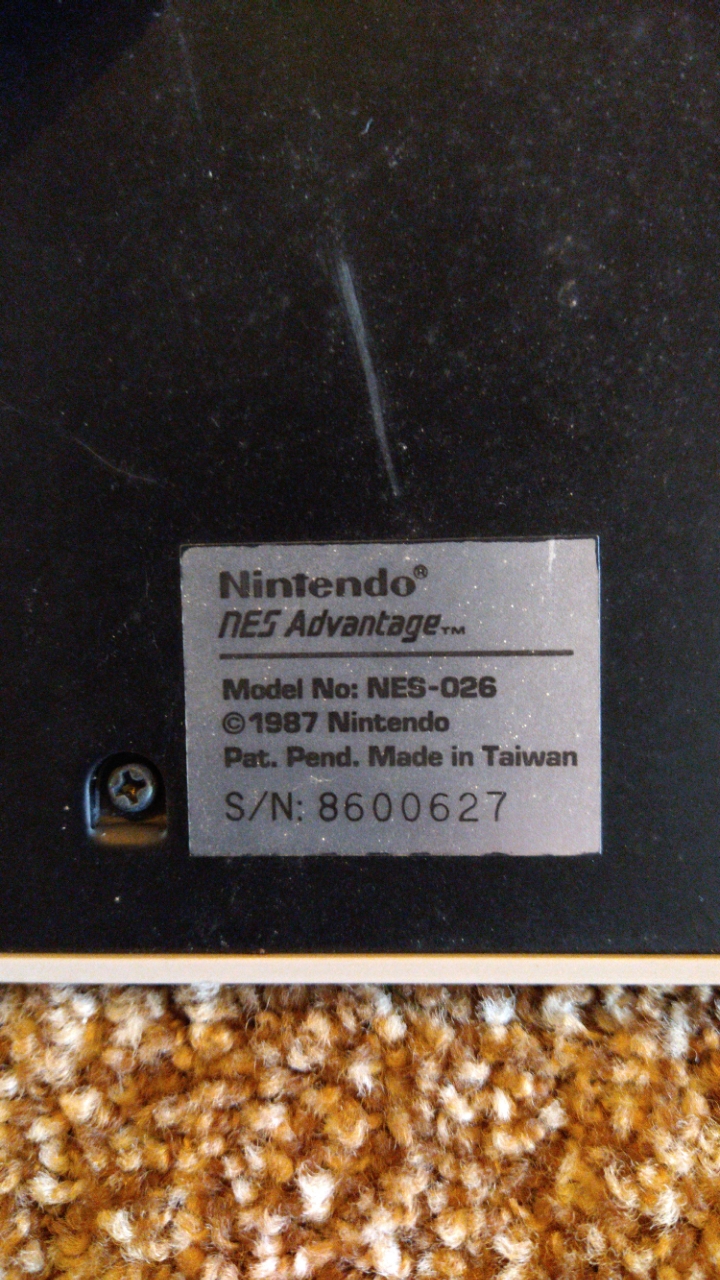 Nintendo®
NES Advantage™
Model No: NES-026
©1987 Nintendo
Pat. Pend. Made in Taiwan
S/N: 8600627